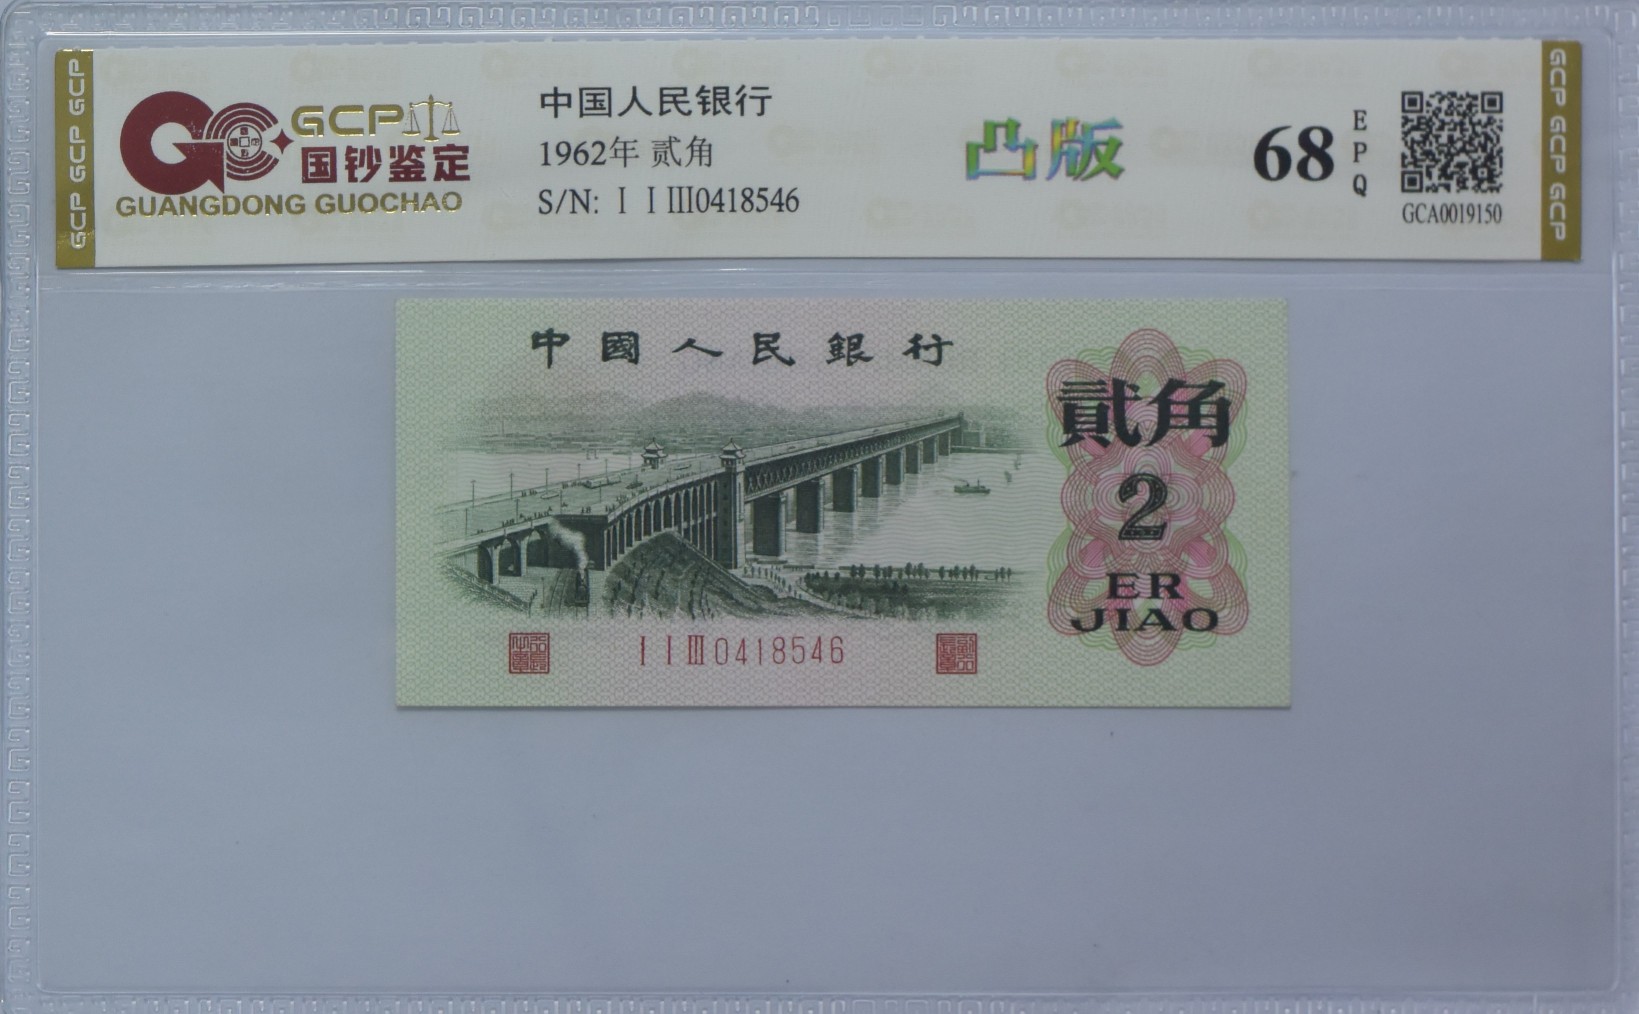 GCP
国钞鉴定
GUANGDONG GUOCHAO
中国人民银行
1962年 贰角
S/N: Ⅰ Ⅰ Ⅲ0418546
凸版
68
EPQ
GCA0019150
GCP GCP GCP
GCP GCP GCP
中國人民銀行
貳角
2
ER
JIAO
Ⅰ Ⅰ Ⅲ0418546